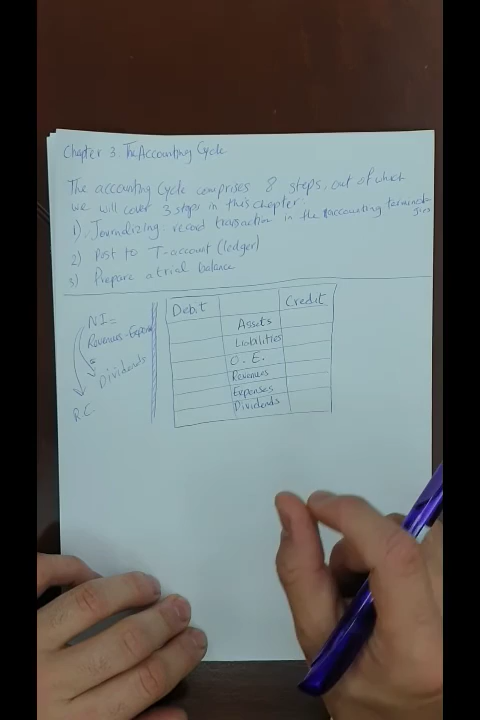 Chapter 3. The Accounting Cycle
The accounting Cycle comprises 8 steps, out of which
we will cover 3 steps in this chapter.
1) Journalizing: record transaction in the accounting
2) Post to T-account (ledger)
3) Prepare a trial balance
NI =
Revenues - Expense
Dividends
Debit Credit
Assets
Liabilities
O. E.
Revenues
Expenses
Dividends